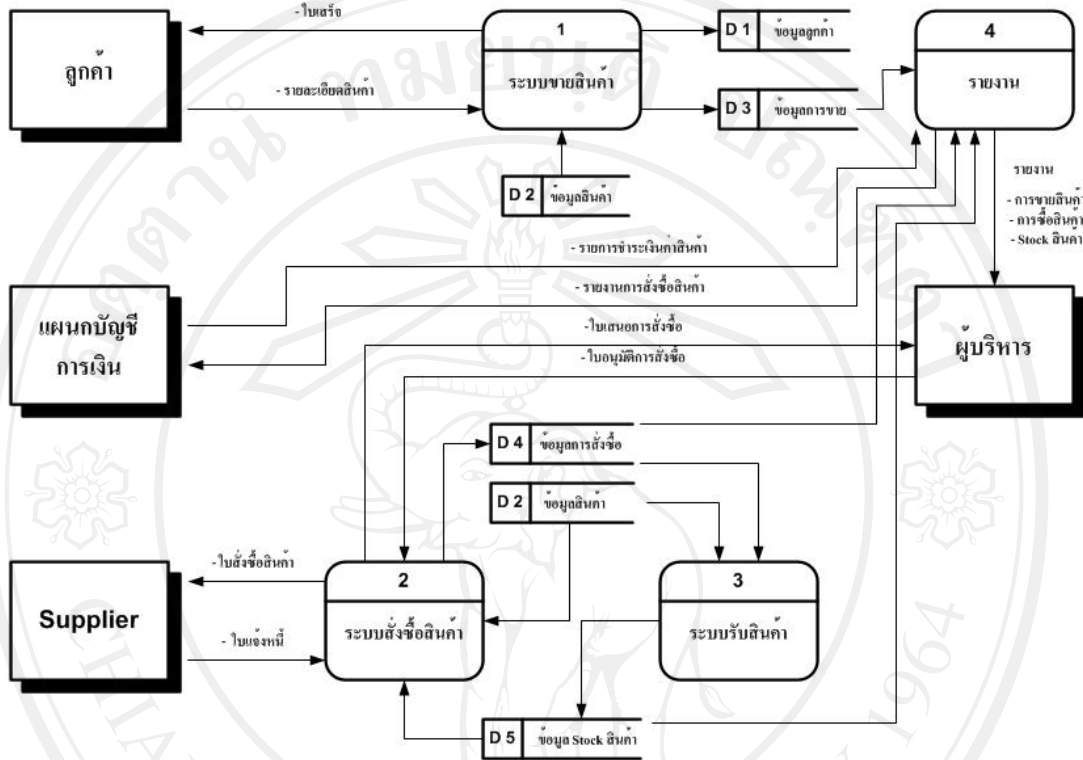 - ใบเสร็จ
ลูกค้า
- รายละเอียดสินค้า
1
ระบบขายสินค้า
D 1 ข้อมูลลูกค้า
D 3 ข้อมูลการขาย
4
รายงาน
D 2 ข้อมูลสินค้า
รายงาน
- การขายสินค้า
- การซื้อสินค้า
- Stock สินค้า
- รายการชำระเงินค่าสินค้า
- รายงานการสั่งซื้อสินค้า
แผนกบัญชี
การเงิน
-ใบเสนอการสั่งซื้อ
- ใบอนุมัติการสั่งซื้อ
ผู้บริหาร
D 4 ข้อมูลการสั่งซื้อ
D 2 ข้อมูลสินค้า
- ใบสั่งซื้อสินค้า
Supplier
- ใบแจ้งหนี้
2
ระบบสั่งซื้อสินค้า
3
ระบบรับสินค้า
D 5 ข้อมูล Stock สินค้า
1964